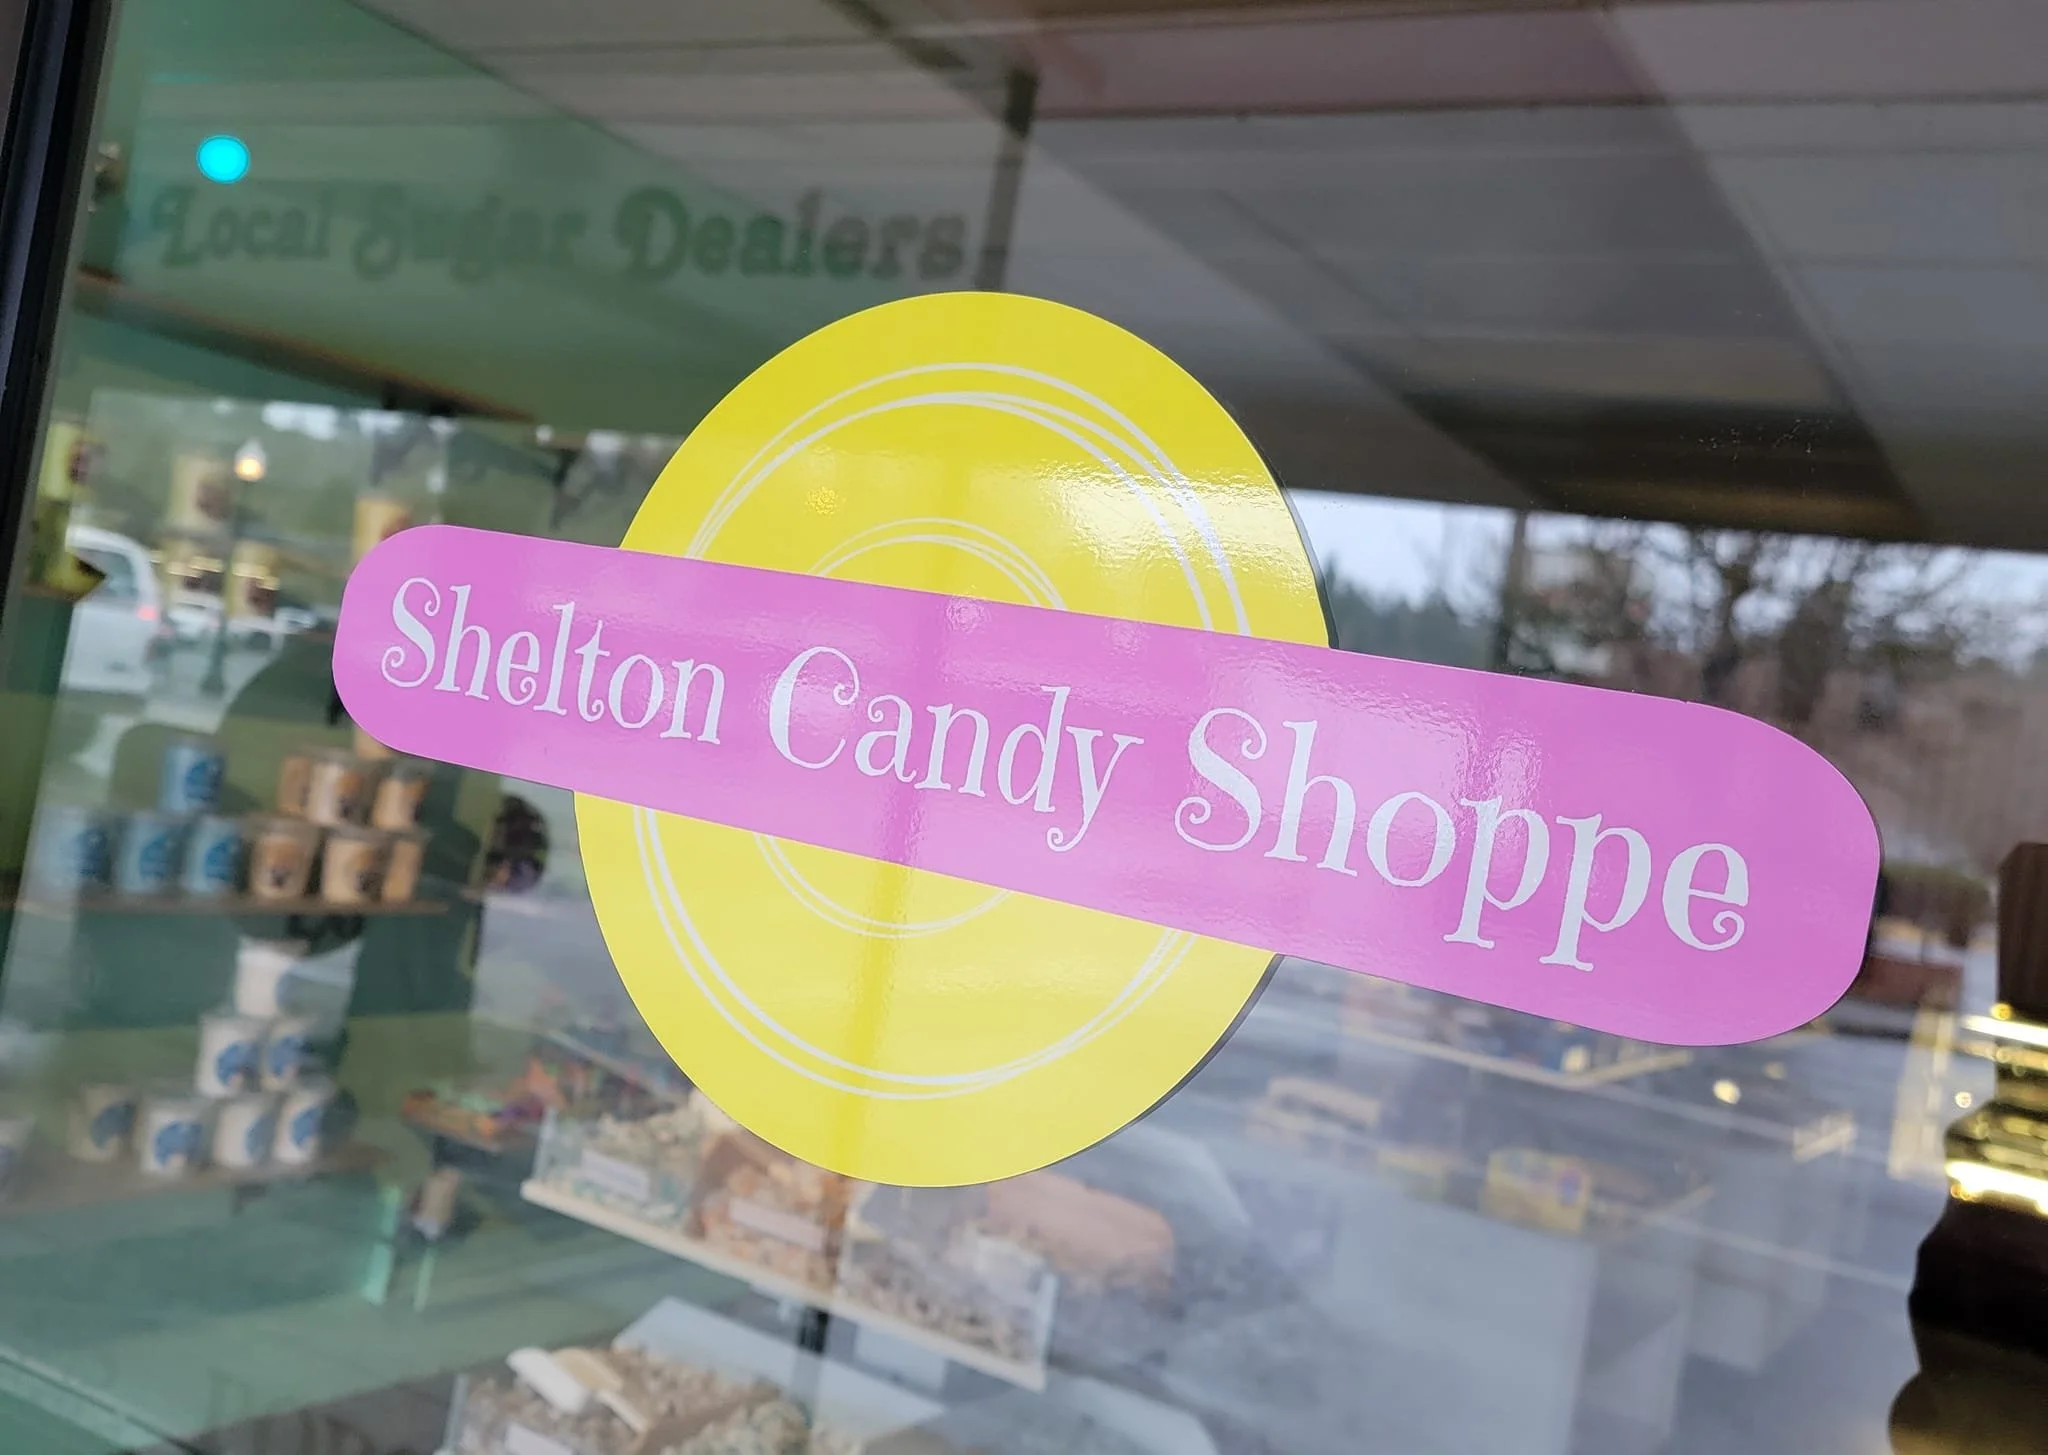 Local Sugar Dealers
Shelton Candy Shoppe